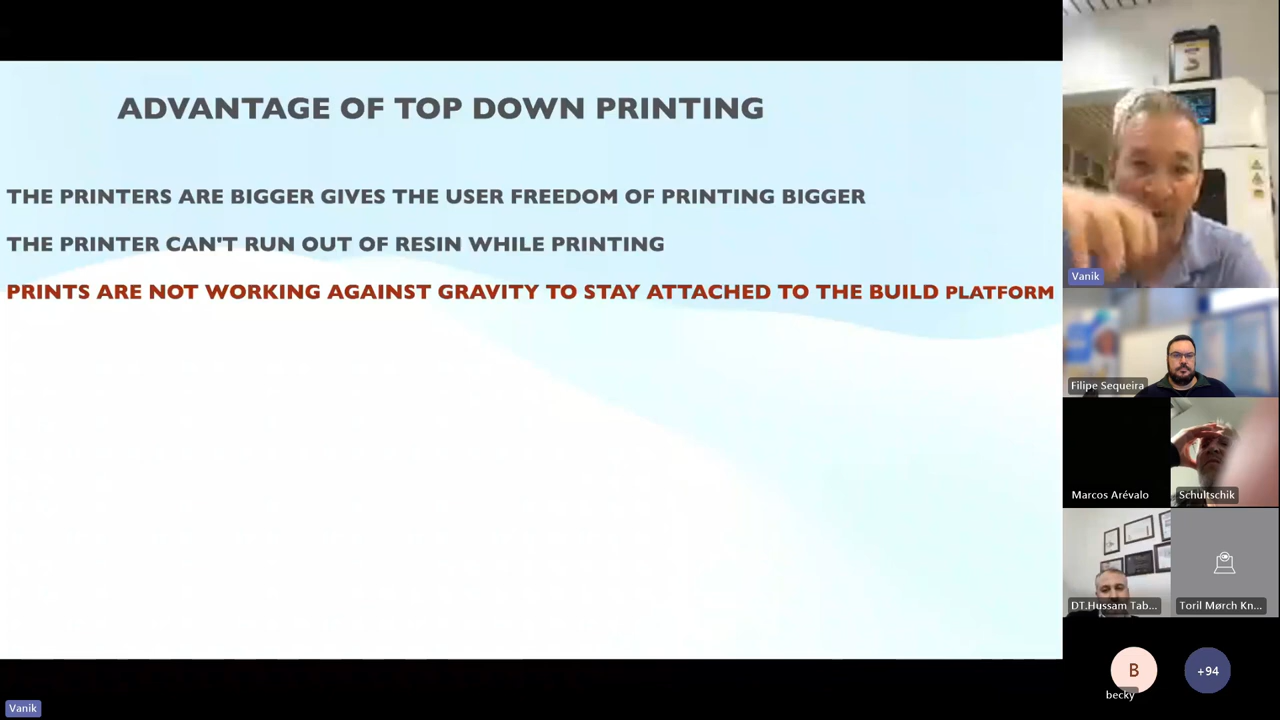 ADVANTAGE OF TOP DOWN PRINTING
THE PRINTERS ARE BIGGER GIVES THE USER FREEDOM OF PRINTING BIGGER
THE PRINTER CAN'T RUN OUT OF RESIN WHILE PRINTING
PRINTS ARE NOT WORKING AGAINST GRAVITY TO STAY ATTACHED TO THE BUILD PLATFORM
Vanik
Filipe Sequeira
Marcos Arévalo
Schultschik
DT.Hussam Tab...
Toril Mørch Kn...
B
becky
+94
Vanik